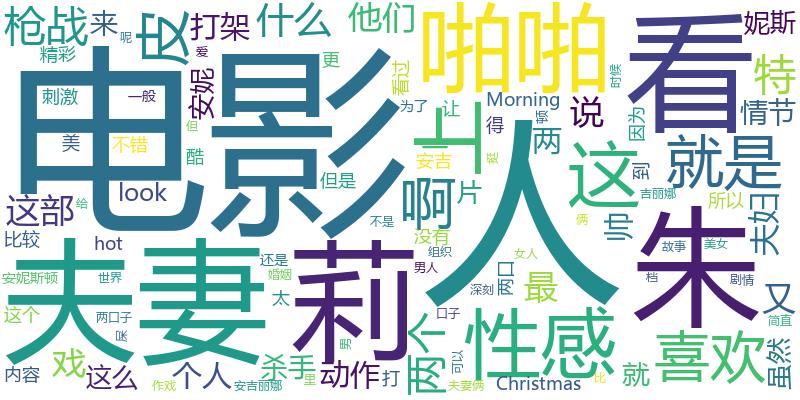 枪战
来
呢
皮
打架
爱
什么
他们
啪啪
看
妮斯
精彩
安妮
更
看过
时候
特
刺激
一般
电影
为了
让
Morning
说
因为
情节
美
不错
但
酷
上
得
顿
两
这部
look
给
但是
安吉
挺
人
这
到
就是
吉丽娜
啊
片
帅
所以
夫妇
比较
hot
没有
不是
俩
安妮斯顿
世界
还是
组织
女人
故事
美女
婚姻
男人
深刻
两口
最
朱
档
剧情
又
这个
两口子
夫妻
太
莉
口子
简直
戏
男
两个
性感
喜欢
虽然
内容
这么
个人
杀手
里
动作
打
可以
就
作戏
安吉丽娜
夫妻俩
Christmas
比